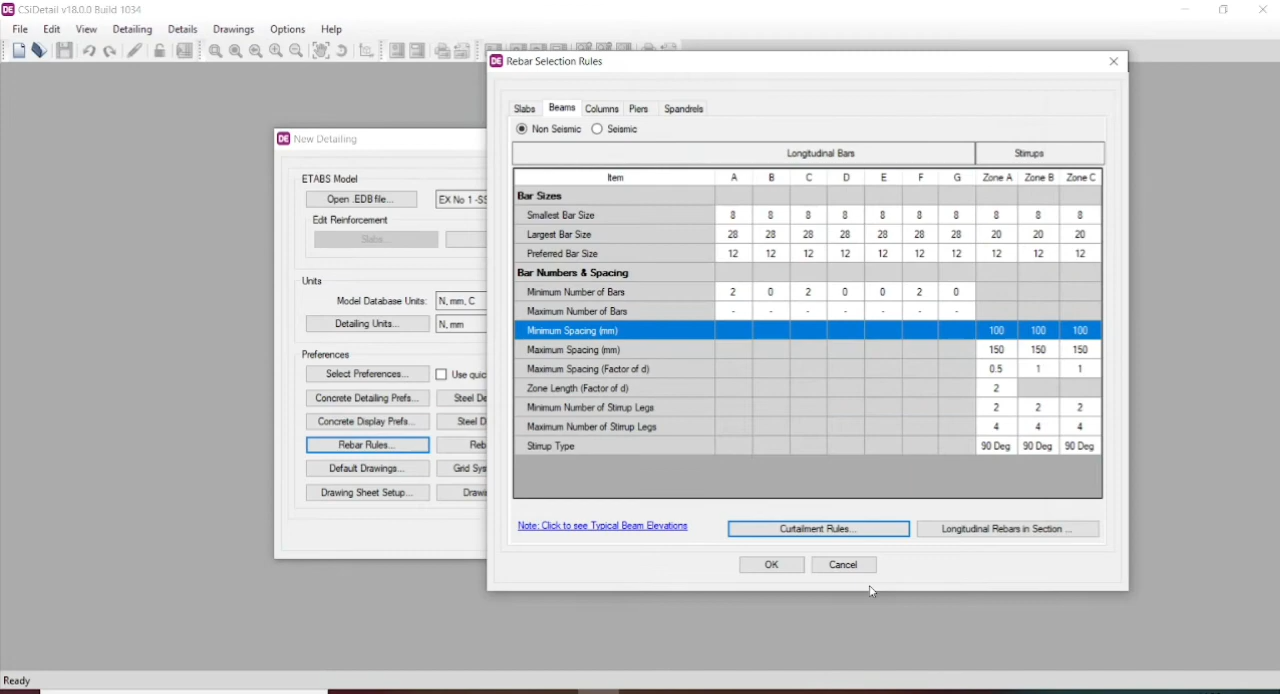 CSiDetail v18.0.0 Build 1034
File Edit View Detailing Details Drawings Options Help
Rebar Selection Rules
Slabs Beams Columns Piers Spandrels
Non Seismic Seismic
Longitudinal Bars Stirrups
Item A B C D E F G Zone A Zone B Zone C
Bar Sizes
Smallest Bar Size 8 8 8 8 8 8 8 8 8 8
Largest Bar Size 28 28 28 28 28 28 28 20 20 20
Preferred Bar Size 12 12 12 12 12 12 12 12 12 12
Bar Numbers & Spacing
Minimum Number of Bars 2 0 2 0 0 2 0
Maximum Number of Bars - - - - - - -
Minimum Spacing (mm) 100 100 100
Maximum Spacing (mm) 150 150 150
Maximum Spacing (Factor of d) 0.5 1 1
Zone Length (Factor of d) 2
Minimum Number of Stirrup Legs 2 2 2
Maximum Number of Stirrup Legs 4 4 4
Stirrup Type 90 Deg 90 Deg 90 Deg
Note: Click to see Typical Beam Elevations Curtailment Rules... Longitudinal Rebars in Section ...
OK Cancel
New Detailing
ETABS Model
Open .EDB file... EX No 1 -SS
Edit Reinforcement
Slabs...
Units
Model Database Units: N, mm, C
Detailing Units... N, mm
Preferences
Select Preferences... Use quic
Concrete Detailing Prefs... Steel De
Concrete Display Prefs... Steel D
Rebar Rules... Reb
Default Drawings... Grid Sys
Drawing Sheet Setup... Drawi
Ready